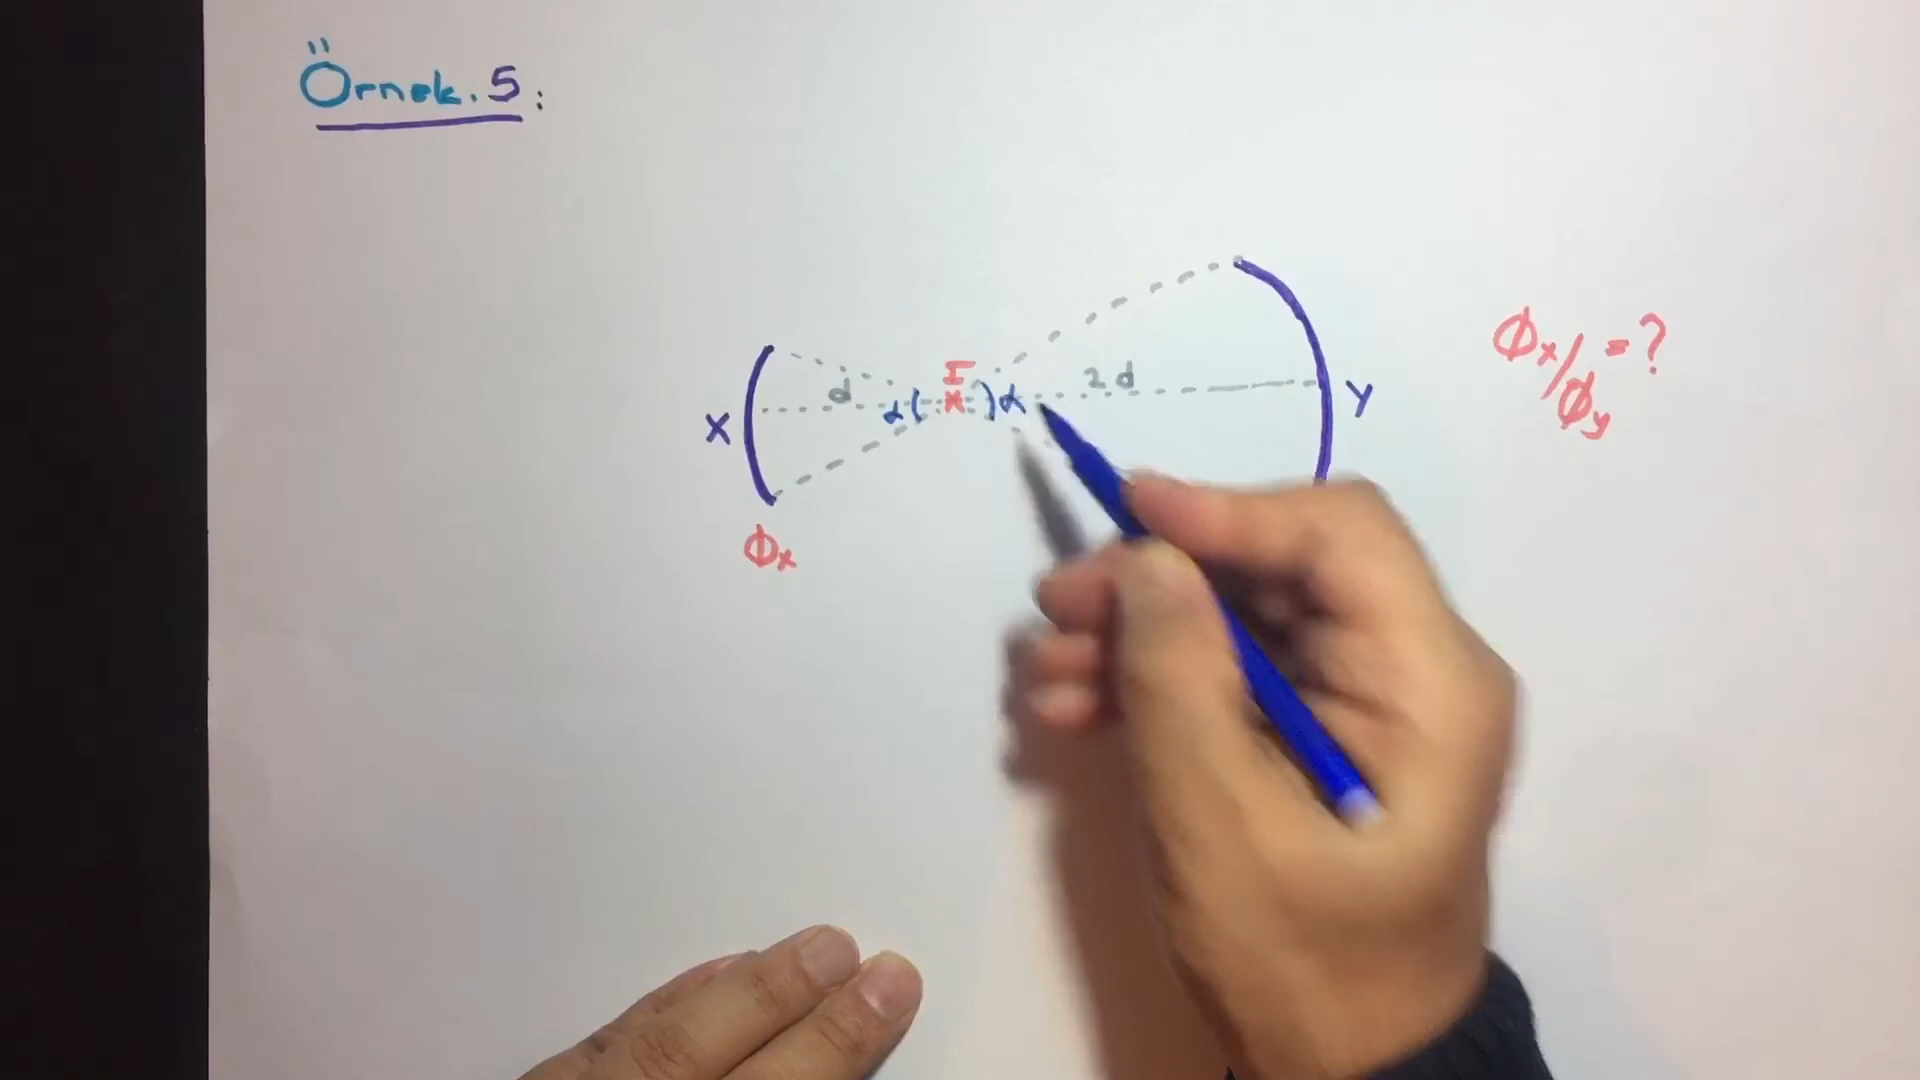 Örnek.5:
I
d
2d
α(
x
)α
X
Y
Φx/Φy = ?
Φx